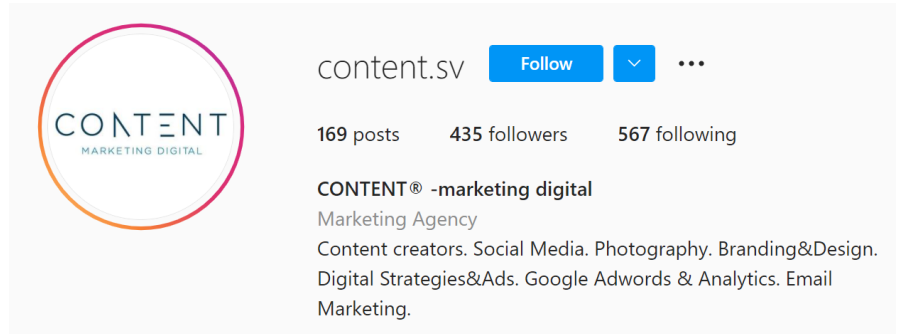 CONTENT
MARKETING DIGITAL
content.sv Follow
169 posts 435 followers 567 following
CONTENT® -marketing digital
Marketing Agency
Content creators. Social Media. Photography. Branding&Design.
Digital Strategies&Ads. Google Adwords & Analytics. Email
Marketing.